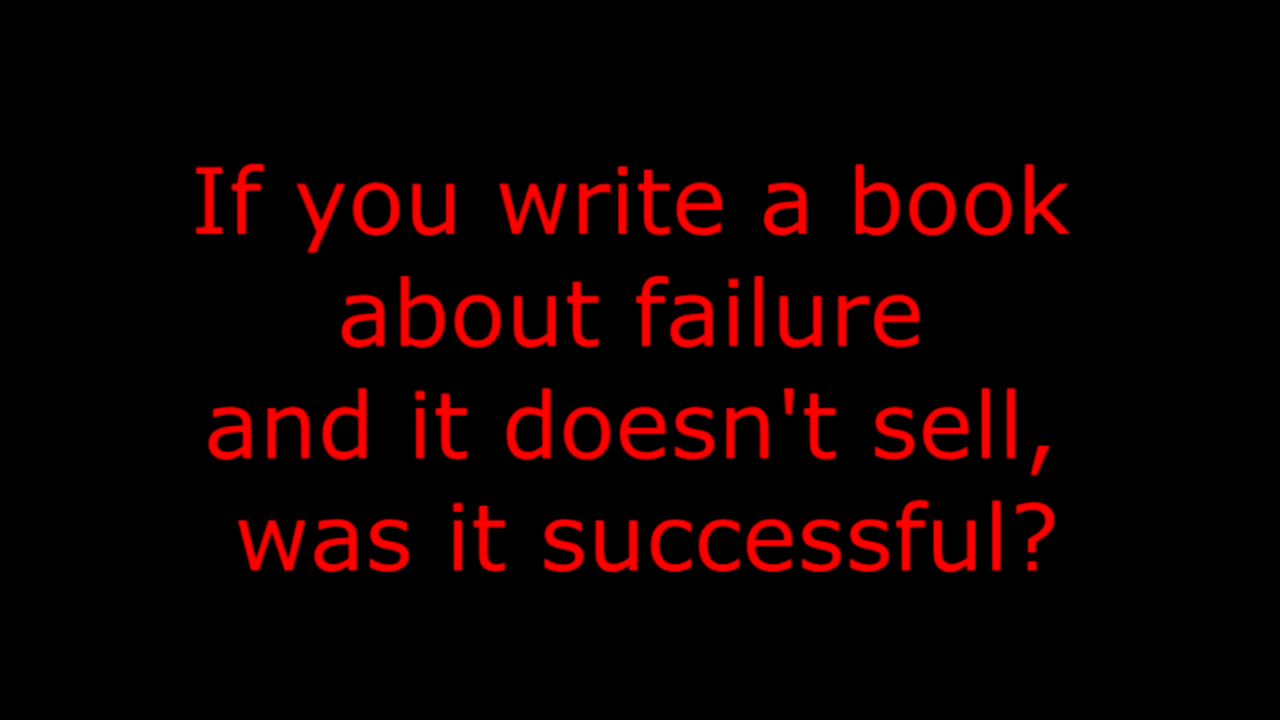 If you write a book
about failure
and it doesn't sell,
was it successful?